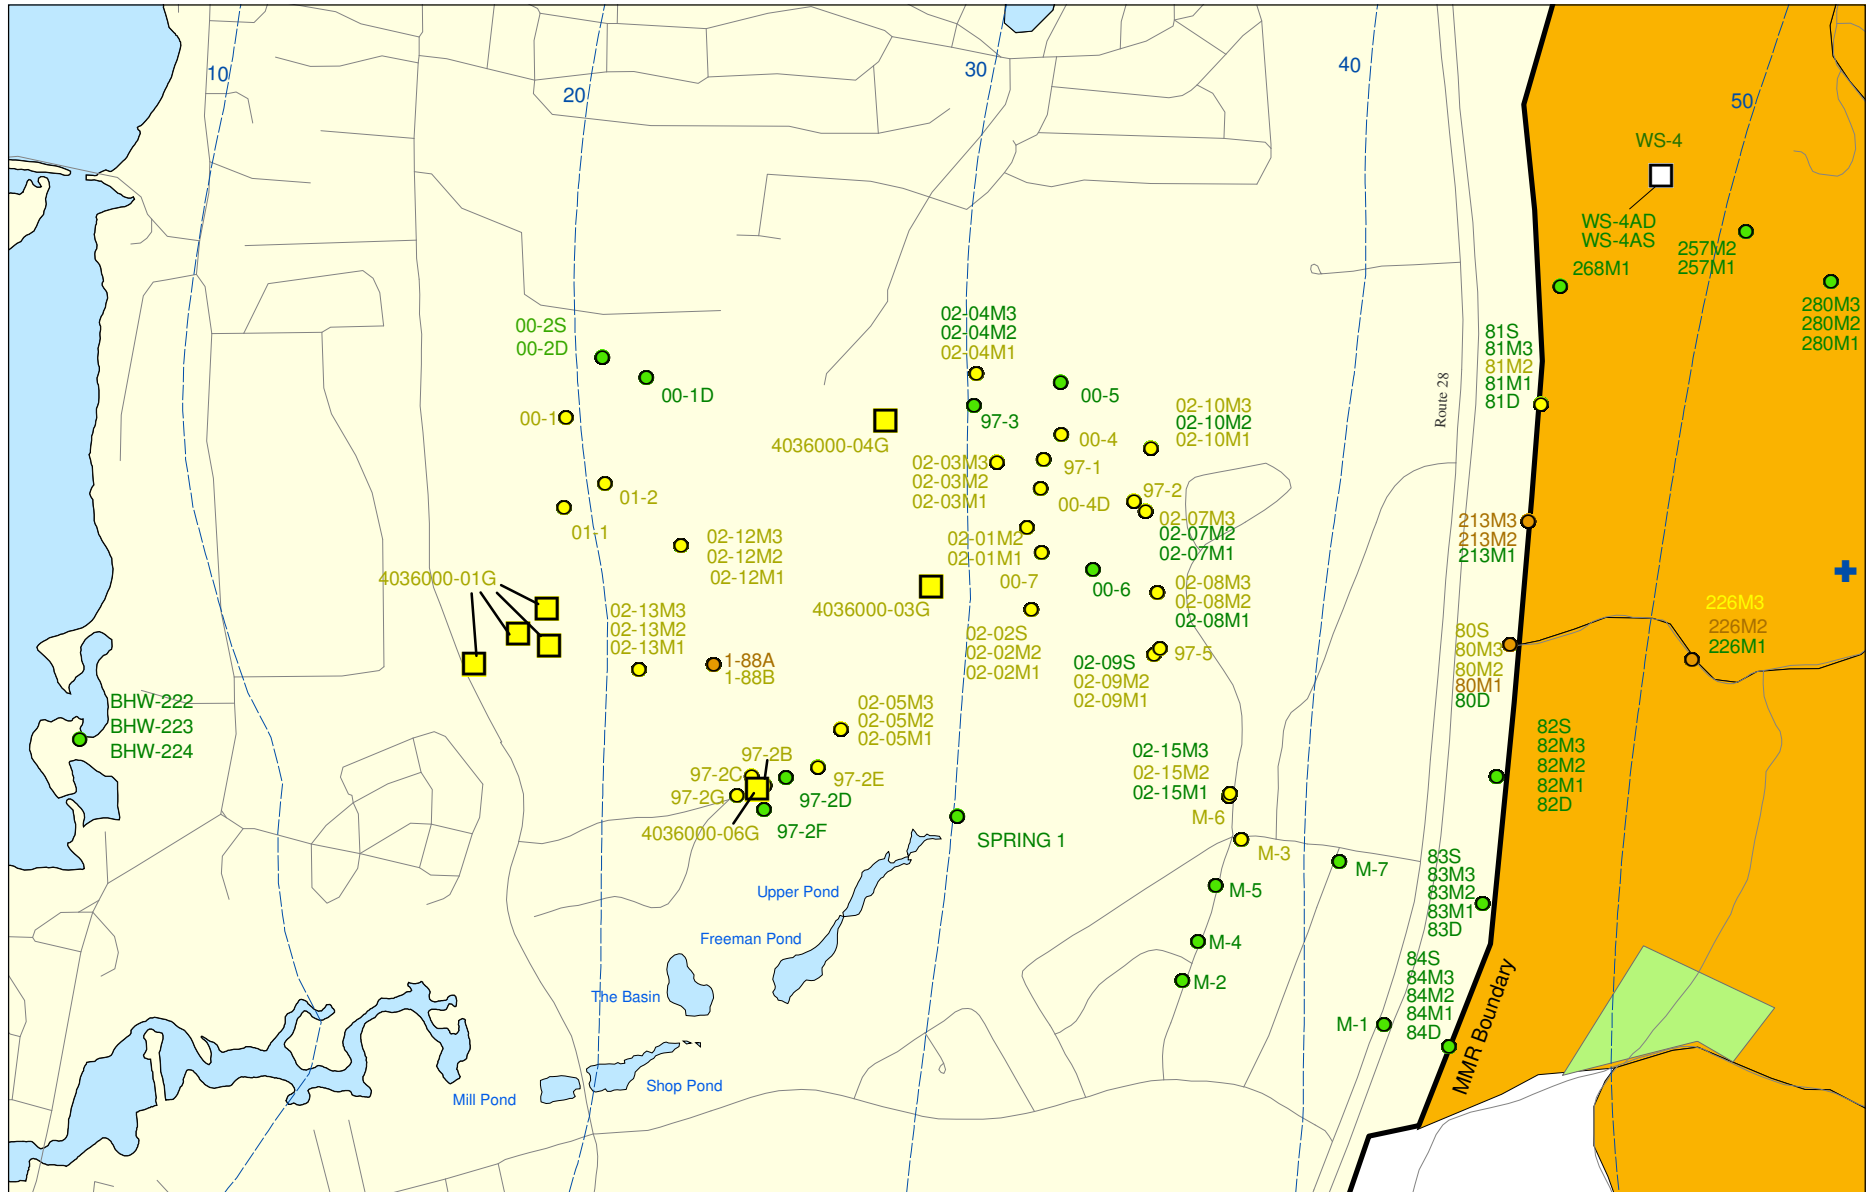 10
20
30
40
50
WS-4
WS-4AD
WS-4AS
257M2
257M1
268M1
280M3
280M2
280M1
00-2S
00-2D
00-1D
00-1
02-04M3
02-04M2
02-04M1
97-3
00-5
00-4
97-1
00-4D
4036000-04G
02-03M3
02-03M2
02-03M1
02-10M3
02-10M2
02-10M1
97-2
02-07M3
02-07M2
02-07M1
81S
81M3
81M2
81M1
81D
Route 28
213M3
213M2
213M1
01-2
01-1
02-12M3
02-12M2
02-12M1
4036000-01G
02-13M3
02-13M2
02-13M1
1-88A
1-88B
02-01M2
02-01M1
00-7
4036000-03G
00-6
02-08M3
02-08M2
02-08M1
02-02S
02-02M2
02-02M1
97-5
02-09S
02-09M2
02-09M1
226M3
226M2
226M1
80S
80M3
80M2
80M1
80D
BHW-222
BHW-223
BHW-224
02-05M3
02-05M2
02-05M1
97-2B
97-2C
97-2E
97-2G
97-2D
97-2F
4036000-06G
SPRING 1
02-15M3
02-15M2
02-15M1
M-6
M-3
M-7
M-5
M-4
M-2
M-1
82S
82M3
82M2
82M1
82D
83S
83M3
83M2
83M1
83D
84S
84M3
84M2
84M1
84D
MMR Boundary
Upper Pond
Freeman Pond
The Basin
Shop Pond
Mill Pond